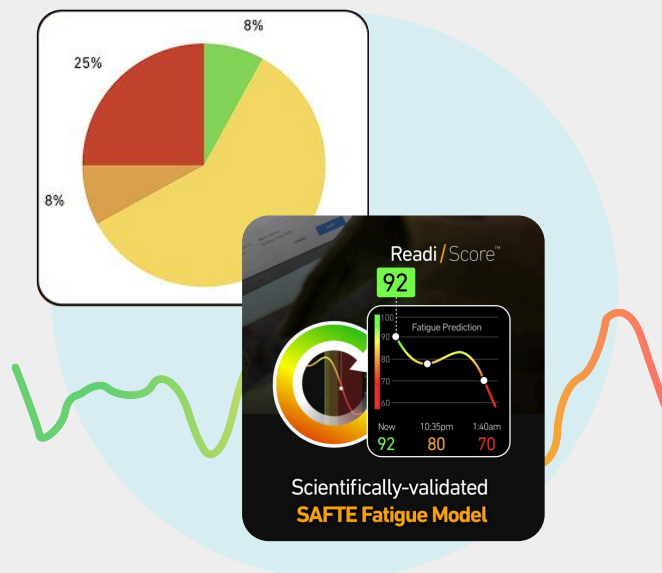 8%
25%
8%
Readi/Score™
92
100
Fatigue Prediction
90
80
70
60
Now 10:35pm 1:40am
92 80 70
Scientifically-validated
SAFTE Fatigue Model